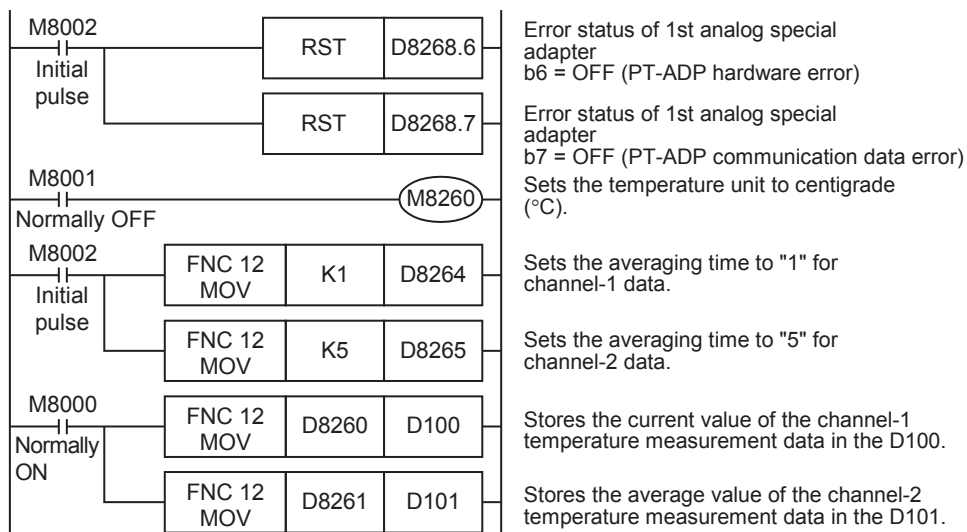 M8002
Initial
pulse
RST D8268.6
Error status of 1st analog special
adapter
b6 = OFF (PT-ADP hardware error)
RST D8268.7
Error status of 1st analog special
adapter
b7 = OFF (PT-ADP communication data error)
M8001
Normally OFF
M8260
Sets the temperature unit to centigrade
(°C).
M8002
Initial
pulse
FNC 12
MOV
K1 D8264
Sets the averaging time to "1" for
channel-1 data.
FNC 12
MOV
K5 D8265
Sets the averaging time to "5" for
channel-2 data.
M8000
Normally
ON
FNC 12
MOV
D8260 D100
Stores the current value of the channel-1
temperature measurement data in the D100.
FNC 12
MOV
D8261 D101
Stores the average value of the channel-2
temperature measurement data in the D101.